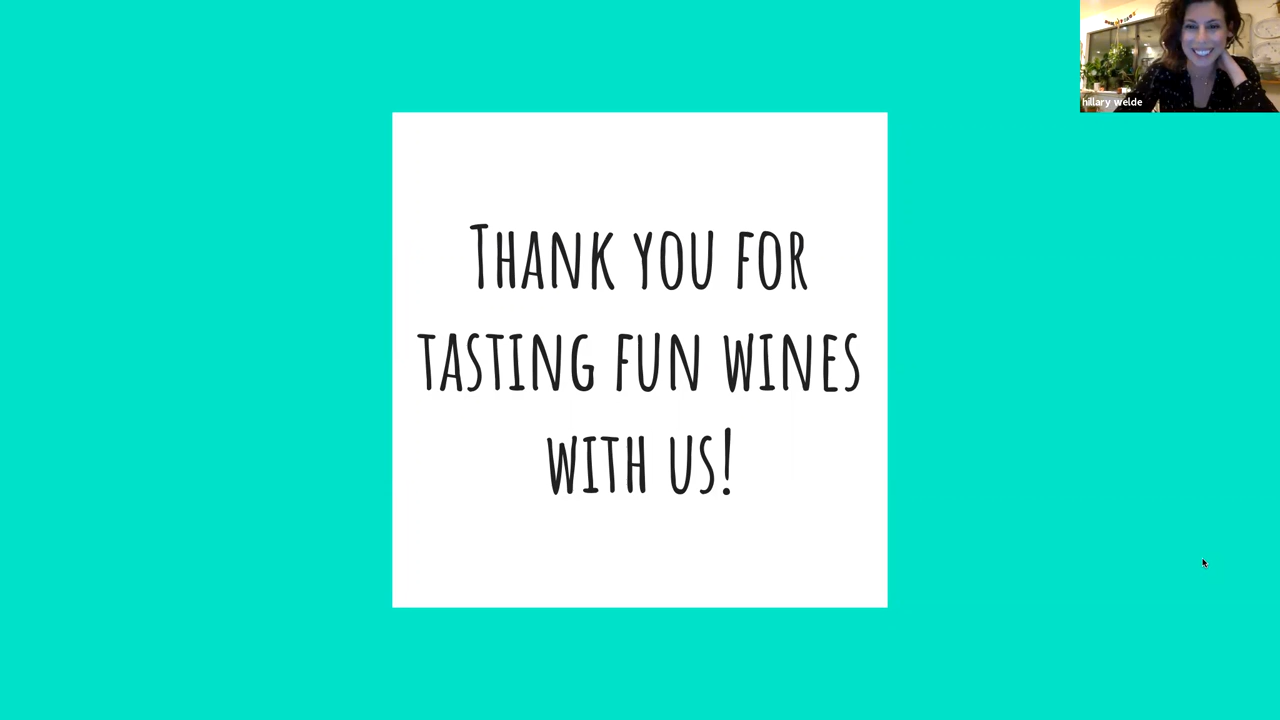 hillary welde
Thank you for
tasting fun wines
with us!